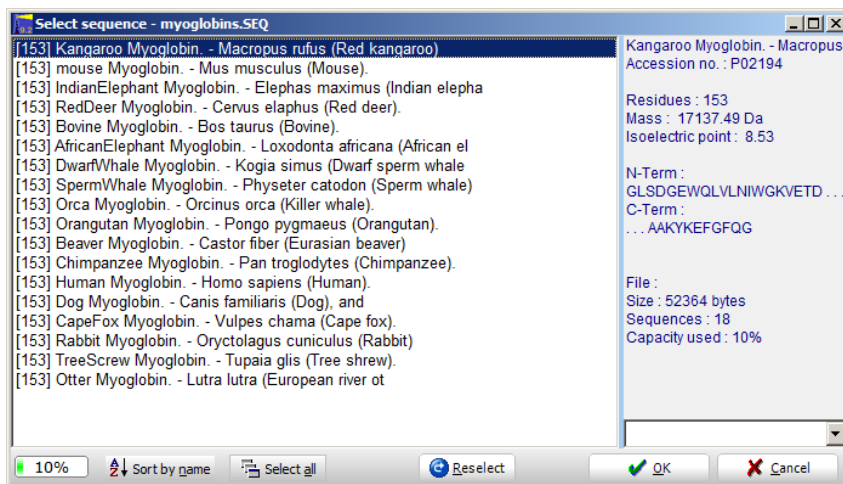 Select sequence - myoglobins.SEQ
[153] Kangaroo Myoglobin. - Macropus rufus (Red kangaroo)
[153] mouse Myoglobin. - Mus musculus (Mouse).
[153] IndianElephant Myoglobin. - Elephas maximus (Indian elepha
[153] RedDeer Myoglobin. - Cervus elaphus (Red deer).
[153] Bovine Myoglobin. - Bos taurus (Bovine).
[153] AfricanElephant Myoglobin. - Loxodonta africana (African el
[153] DwarfWhale Myoglobin. - Kogia simus (Dwarf sperm whale
[153] SpermWhale Myoglobin. - Physeter catodon (Sperm whale)
[153] Orca Myoglobin. - Orcinus orca (Killer whale).
[153] Orangutan Myoglobin. - Pongo pygmaeus (Orangutan).
[153] Beaver Myoglobin. - Castor fiber (Eurasian beaver)
[153] Chimpanzee Myoglobin. - Pan troglodytes (Chimpanzee).
[153] Human Myoglobin. - Homo sapiens (Human).
[153] Dog Myoglobin. - Canis familiaris (Dog), and
[153] CapeFox Myoglobin. - Vulpes chama (Cape fox).
[153] Rabbit Myoglobin. - Oryctolagus cuniculus (Rabbit)
[153] TreeScrew Myoglobin. - Tupaia glis (Tree shrew).
[153] Otter Myoglobin. - Lutra lutra (European river ot
Kangaroo Myoglobin. - Macropus
Accession no. : P02194
Residues : 153
Mass : 17137.49 Da
Isoelectric point : 8.53
N-Term :
GLSDGEWQLVLNIWGKVETD . . .
C-Term :
. . . AAKYKEFGFQG
File :
Size : 52364 bytes
Sequences : 18
Capacity used : 10%
10% Sort by name Select all Reselect OK Cancel